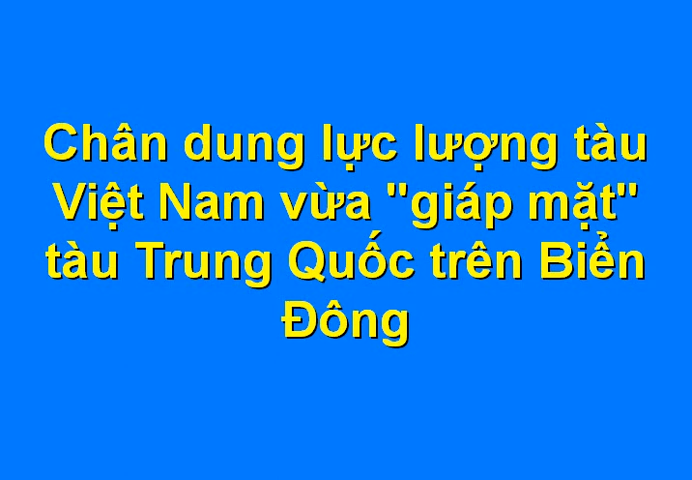 Chân dung lực lượng tàu
Việt Nam vừa "giáp mặt"
tàu Trung Quốc trên Biển
Đông